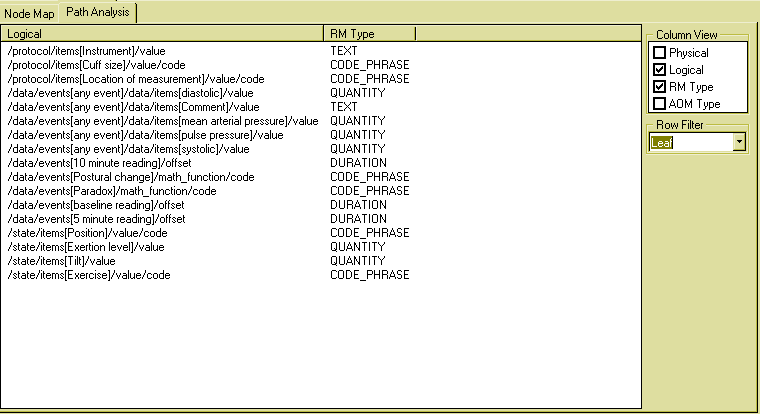 Node Map Path Analysis
Logical RM Type
/protocol/items[Instrument]/value TEXT
/protocol/items[Cuff size]/value/code CODE_PHRASE
/protocol/items[Location of measurement]/value/code CODE_PHRASE
/data/events[any event]/data/items[diastolic]/value QUANTITY
/data/events[any event]/data/items[Comment]/value TEXT
/data/events[any event]/data/items[mean arterial pressure]/value QUANTITY
/data/events[any event]/data/items[pulse pressure]/value QUANTITY
/data/events[any event]/data/items[systolic]/value QUANTITY
/data/events[10 minute reading]/offset DURATION
/data/events[Postural change]/math_function/code CODE_PHRASE
/data/events[Paradox]/math_function/code CODE_PHRASE
/data/events[baseline reading]/offset DURATION
/data/events[5 minute reading]/offset DURATION
/state/items[Position]/value/code CODE_PHRASE
/state/items[Exertion level]/value QUANTITY
/state/items[Tilt]/value QUANTITY
/state/items[Exercise]/value/code CODE_PHRASE
Column View
Physical
Logical
RM Type
AOM Type
Row Filter
Leaf